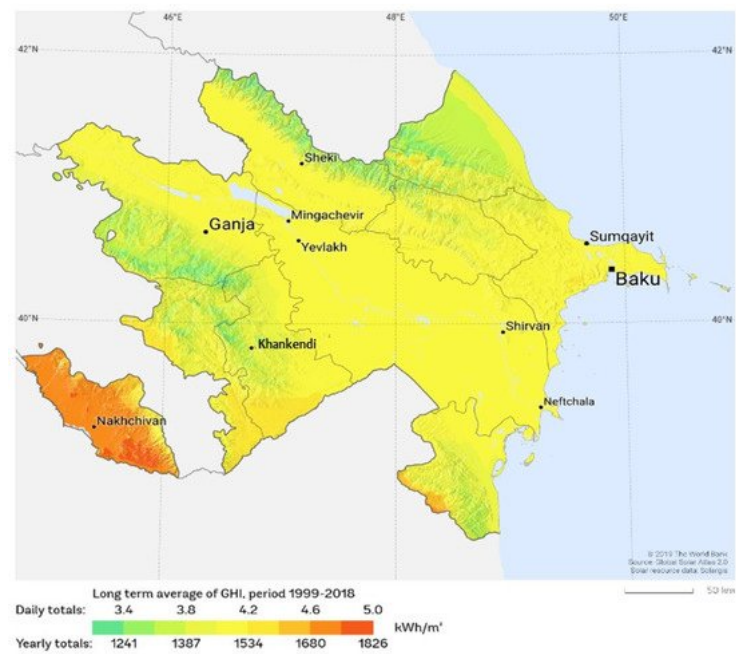 46°E 48°E 50°E
42°N 42°N
Sheki
Ganja
Mingachevir
Yevlakh
Sumqayit
Baku
40°N 40°N
Shirvan
Khankendi
Neftchala
Nakhchivan
© 2019 The World Bank
Source: Global Solar Atlas 2.0
Solar resource data: Solargis
50 km
Long term average of GHI, period 1999-2018
Daily totals: 3.4 3.8 4.2 4.6 5.0
kWh/m²
Yearly totals: 1241 1387 1534 1680 1826